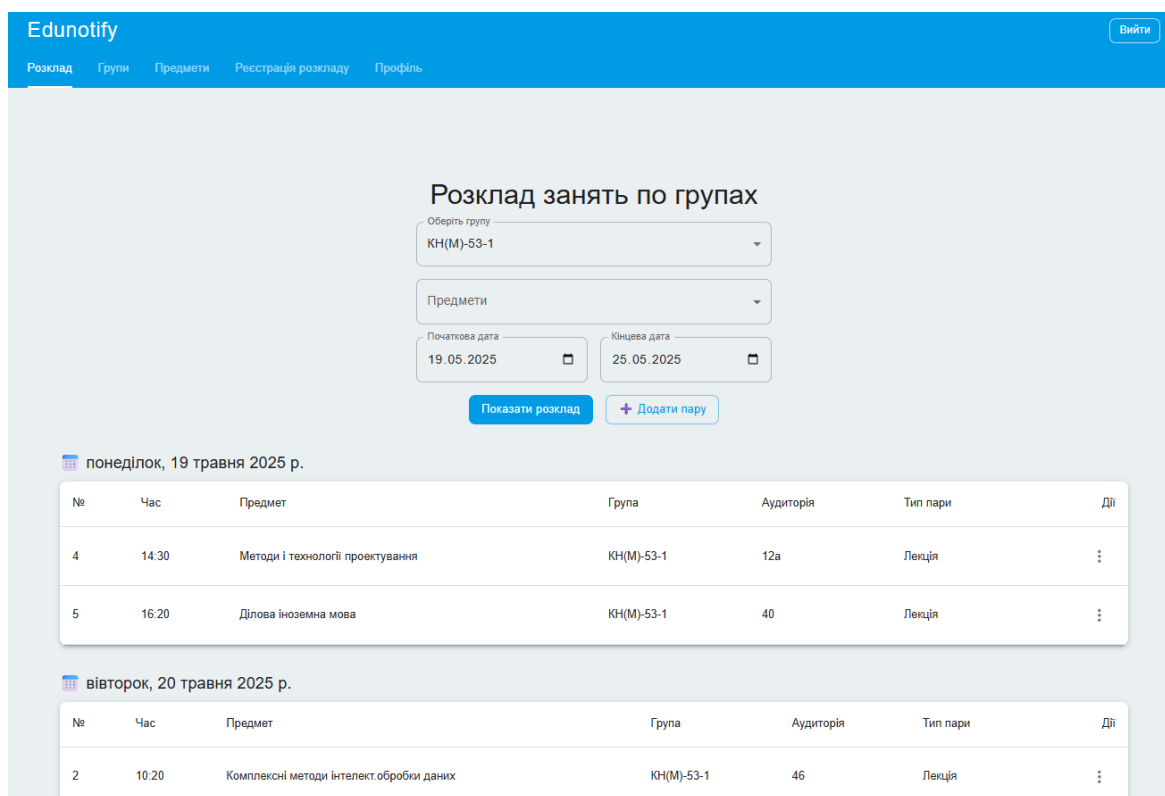 Edunotify
Вийти
Розклад Групи Предмети Реєстрація розкладу Профіль
Розклад занять по групах
Оберіть групу
КН(М)-53-1
Предмети
Початкова дата Кінцева дата
19.05.2025 25.05.2025
Показати розклад + Додати пару
понеділок, 19 травня 2025 р.
№ Час Предмет Група Аудиторія Тип пари Дії
4 14:30 Методи і технології проектування КН(М)-53-1 12а Лекція
5 16:20 Ділова іноземна мова КН(М)-53-1 40 Лекція
вівторок, 20 травня 2025 р.
№ Час Предмет Група Аудиторія Тип пари Дії
2 10:20 Комплексні методи інтелект.обробки даних КН(М)-53-1 46 Лекція